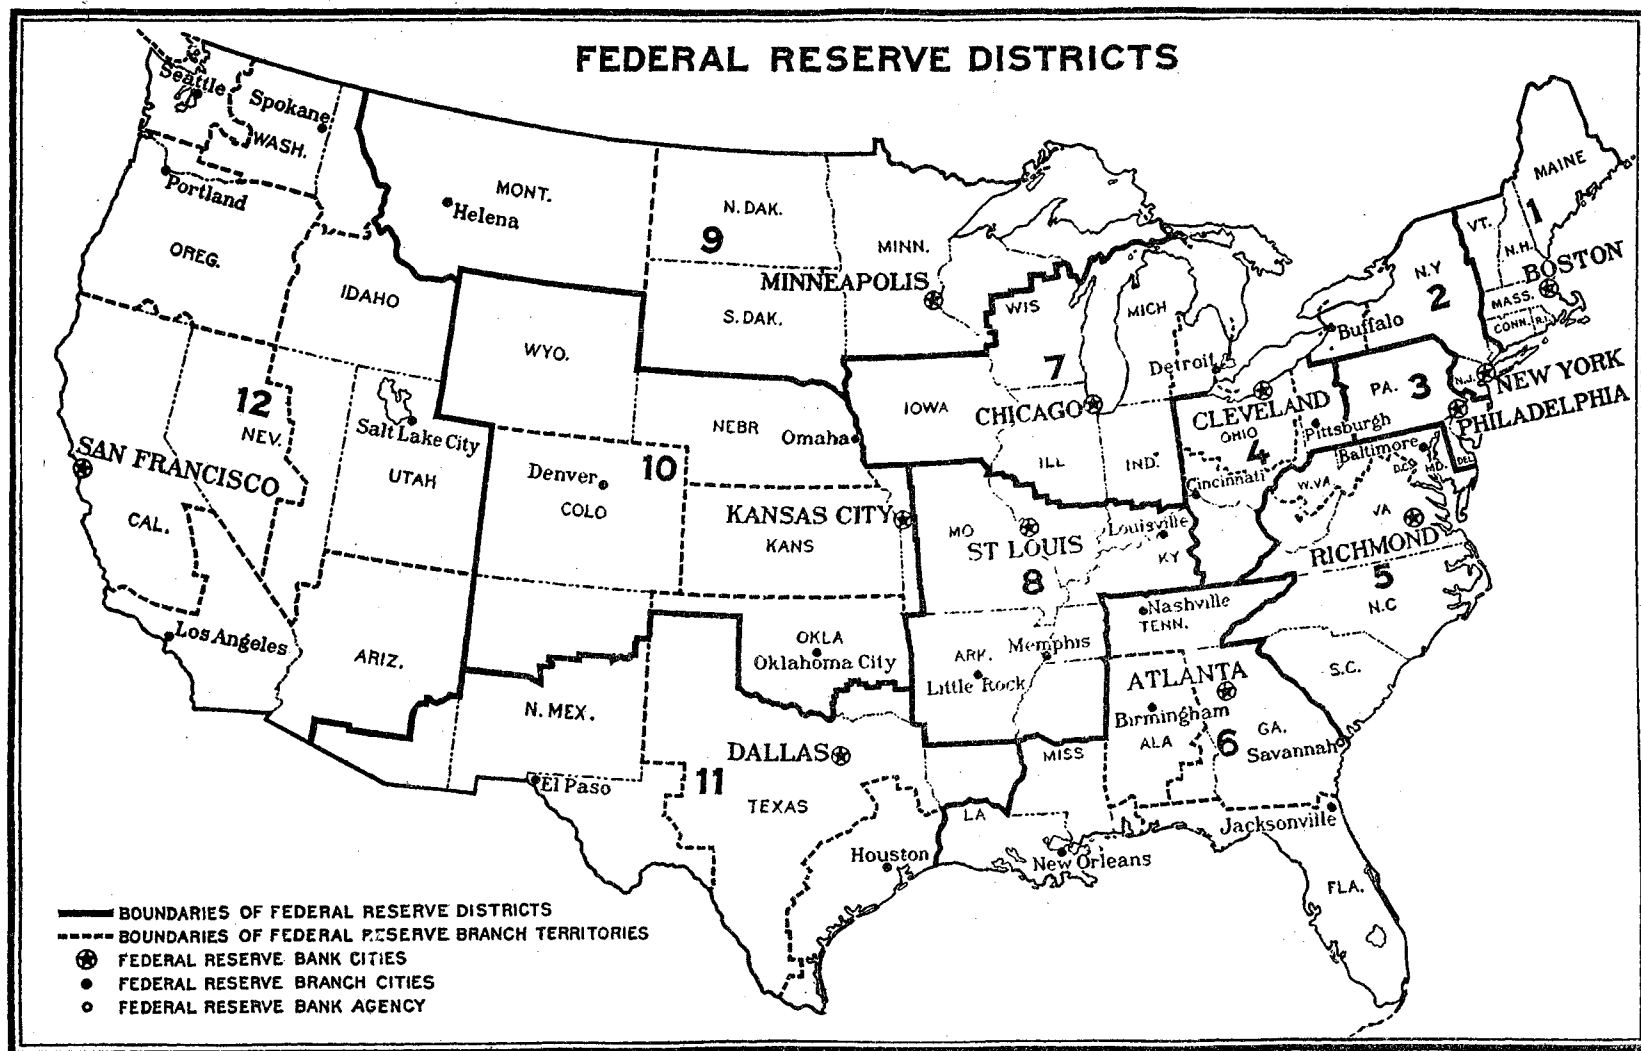 FEDERAL RESERVE DISTRICTS
Seattle
Spokane
WASH.
Portland
OREG.
IDAHO
MONT.
Helena
N. DAK.
9
MINN.
MINNEAPOLIS
S. DAK.
WYO.
WIS
MICH
7
Detroit
MAINE
VT.
1
N.H.
BOSTON
MASS.
CONN.
R.I.
N.Y
2
Buffalo
N.J.
NEW YORK
PA.
3
PHILADELPHIA
12
NEV.
SAN FRANCISCO
CAL.
Los Angeles
Salt Lake City
UTAH
ARIZ.
NEBR
Omaha
IOWA
CHICAGO
ILL
IND.
CLEVELAND
OHIO
4
Pittsburgh
Cincinnati
Baltimore
D.C.
MD.
DEL
W.VA
VA
RICHMOND
5
N.C
S.C.
Denver
10
COLO
KANSAS CITY
KANS
MO
ST LOUIS
8
Louisville
KY
Nashville
TENN.
OKLA
Oklahoma City
ARK.
Memphis
Little Rock
ATLANTA
Birmingham
ALA
6
GA.
Savannah
MISS
N. MEX.
El Paso
DALLAS
11
TEXAS
Houston
LA
New Orleans
Jacksonville
FLA.
BOUNDARIES OF FEDERAL RESERVE DISTRICTS
BOUNDARIES OF FEDERAL RESERVE BRANCH TERRITORIES
FEDERAL RESERVE BANK CITIES
FEDERAL RESERVE BRANCH CITIES
FEDERAL RESERVE BANK AGENCY